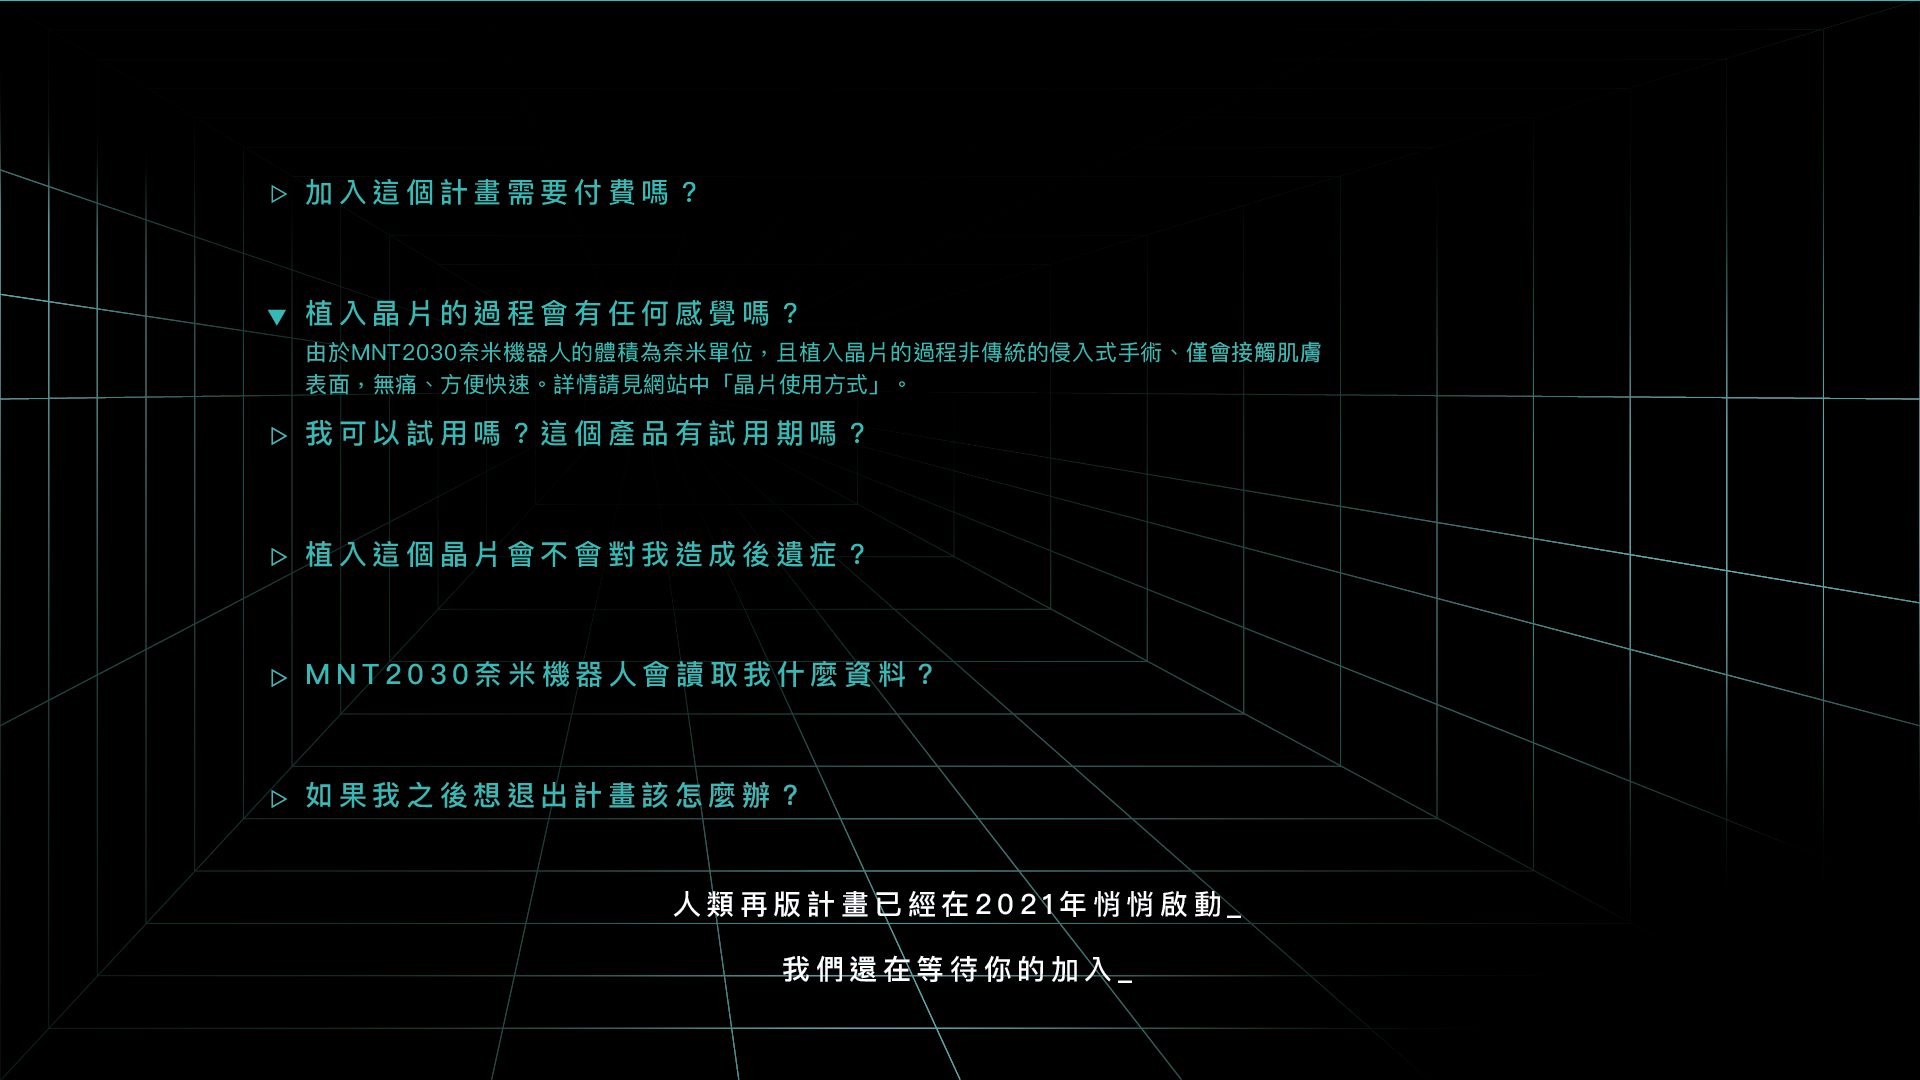 ▷ 加入這個計畫需要付費嗎？
▼ 植入晶片的過程會有任何感覺嗎？
由於MNT2030奈米機器人的體積為奈米單位，且植入晶片的過程非傳統的侵入式手術、僅會接觸肌膚
表面，無痛、方便快速。詳情請見網站中「晶片使用方式」。
▷ 我可以試用嗎？這個產品有試用期嗎？
▷ 植入這個晶片會不會對我造成後遺症？
▷ MNT2030奈米機器人會讀取我什麼資料？
▷ 如果我之後想退出計畫該怎麼辦？
人類再版計畫已經在2021年悄悄啟動_
我們還在等待你的加入_